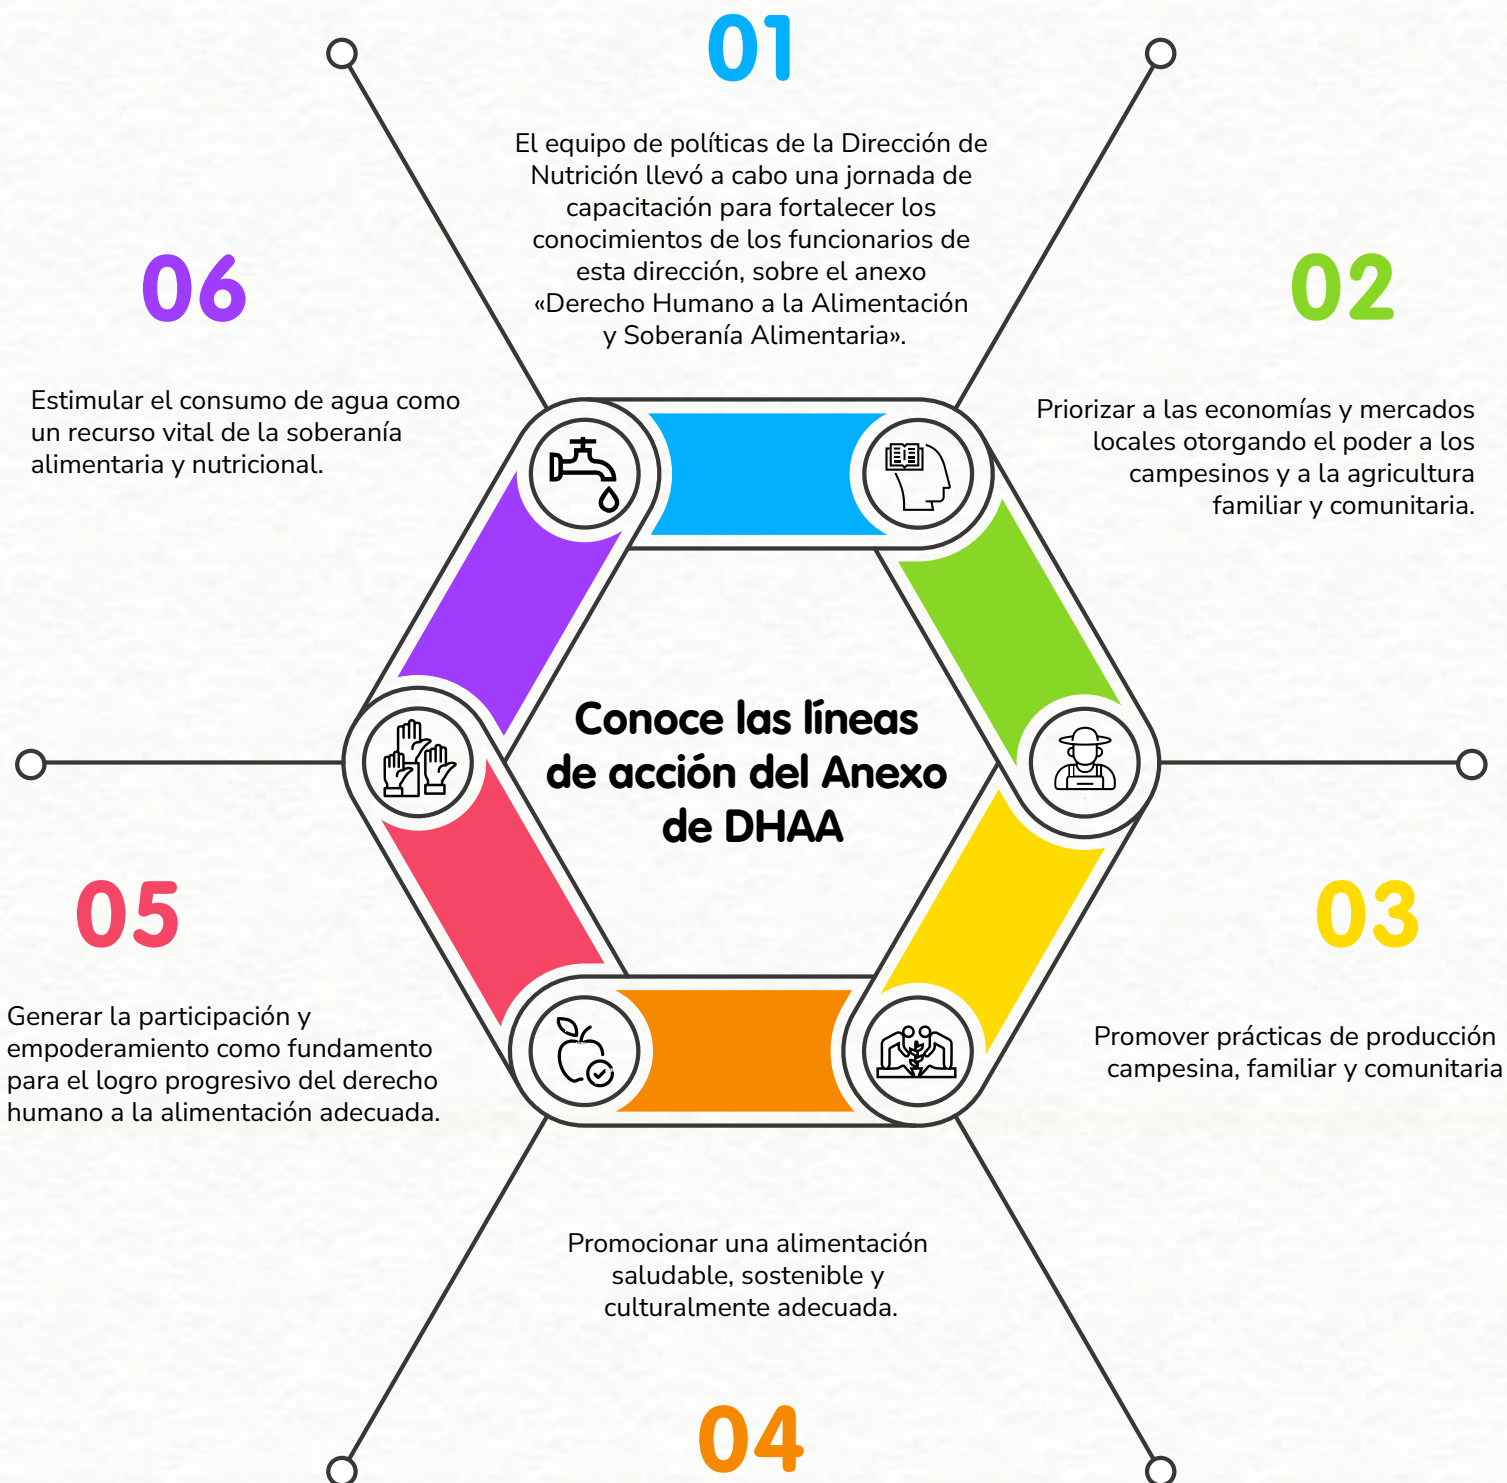 01
El equipo de políticas de la Dirección de
Nutrición llevó a cabo una jornada de
capacitación para fortalecer los
conocimientos de los funcionarios de
esta dirección, sobre el anexo
«Derecho Humano a la Alimentación
y Soberanía Alimentaria».
02
Priorizar a las economías y mercados
locales otorgando el poder a los
campesinos y a la agricultura
familiar y comunitaria.
03
Promover prácticas de producción
campesina, familiar y comunitaria
Promocionar una alimentación
saludable, sostenible y
culturalmente adecuada.
04
05
Generar la participación y
empoderamiento como fundamento
para el logro progresivo del derecho
humano a la alimentación adecuada.
06
Estimular el consumo de agua como
un recurso vital de la soberanía
alimentaria y nutricional.
Conoce las líneas
de acción del Anexo
de DHAA